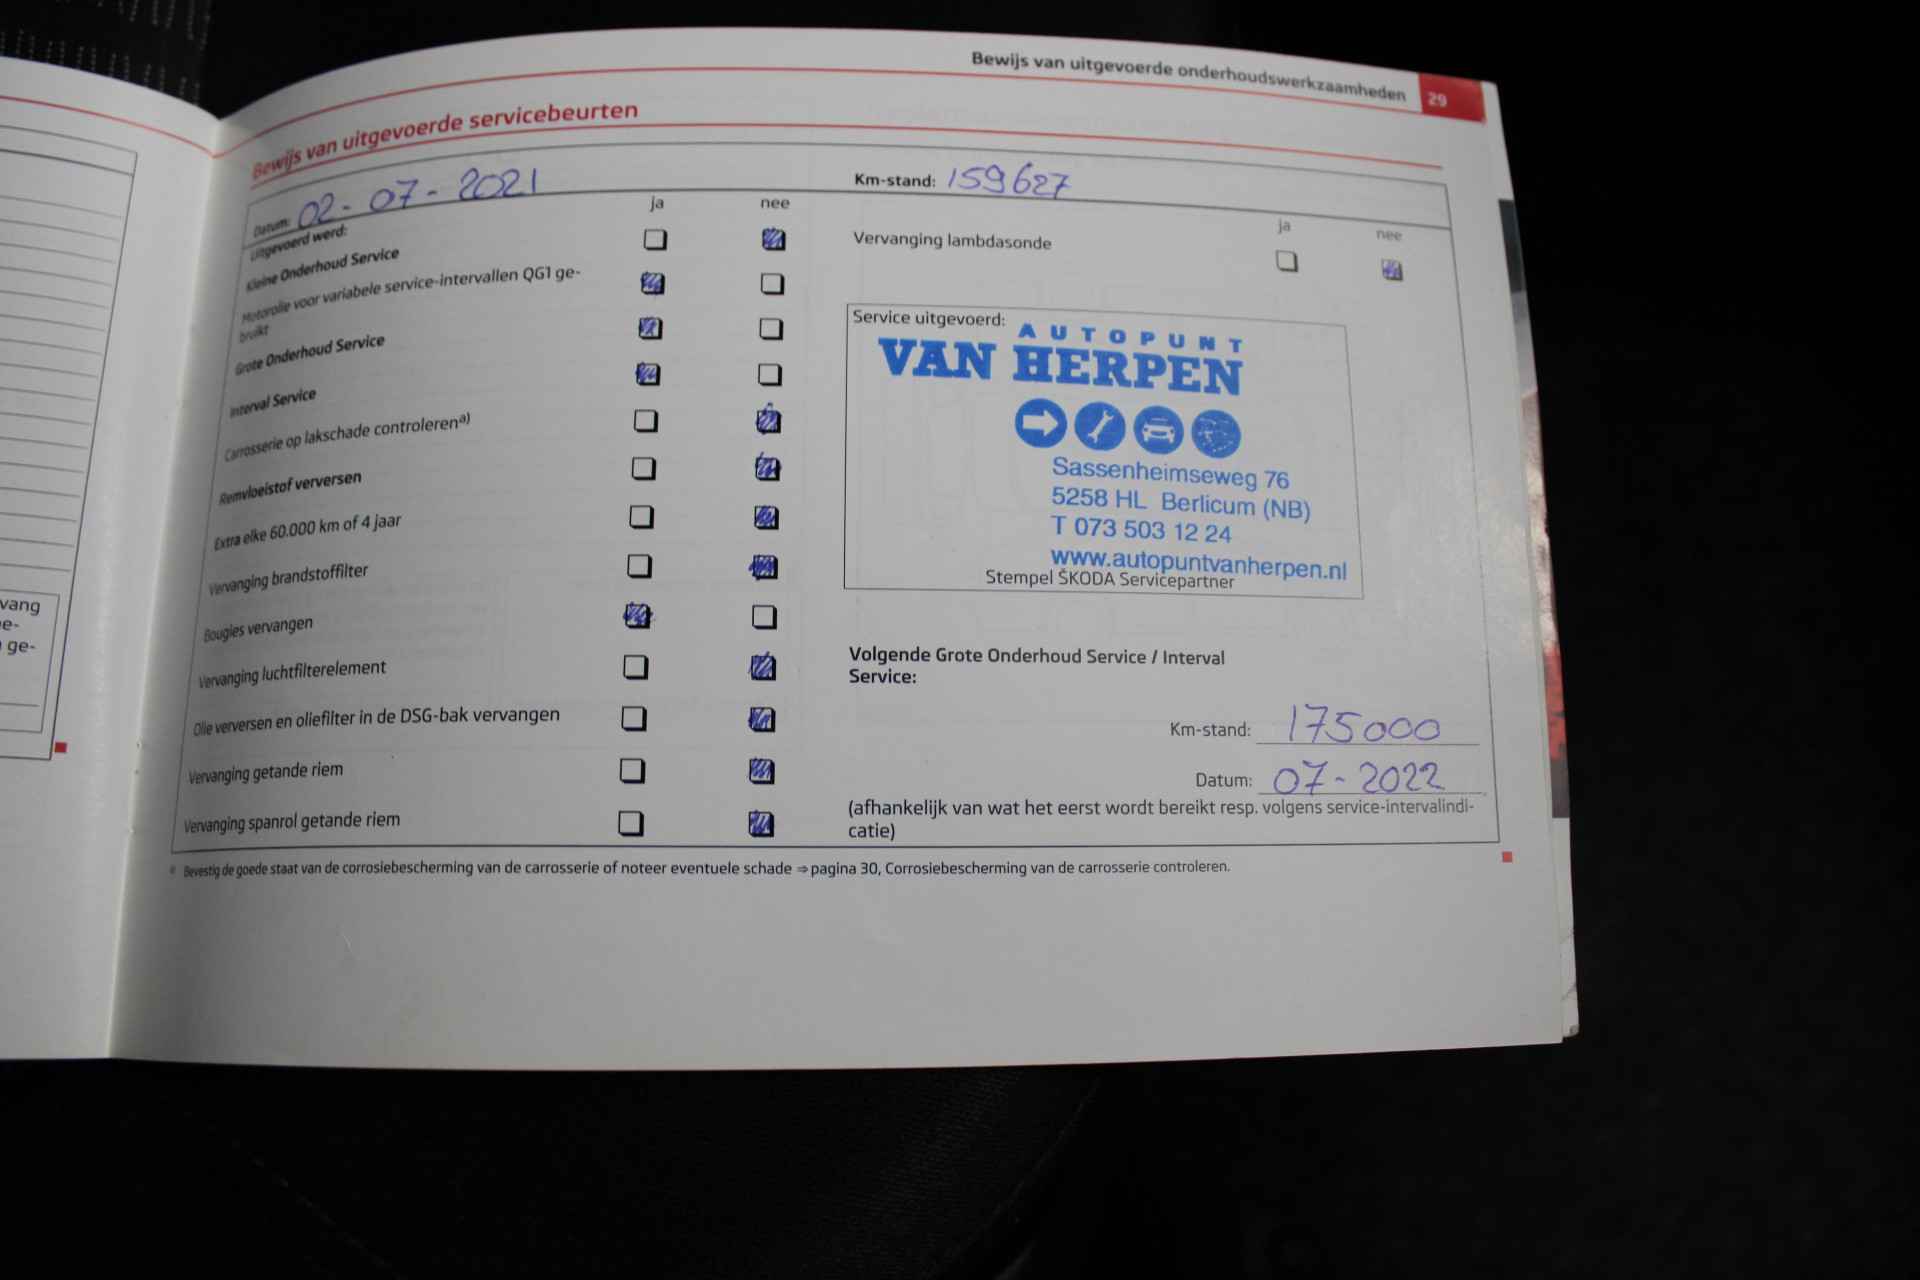 Bewijs van uitgevoerde onderhoudswerkzaamheden 29
Bewijs van uitgevoerde servicebeurten
Datum: 02-07-2021
Km-stand: 159627
Uitgevoerd werd:
ja nee
Kleine Onderhoud Service
Motorolie voor variabele service-intervallen QG1 ge-
bruikt
Grote Onderhoud Service
Interval Service
Carrosserie op lakschade controleren a)
Remvloeistof verversen
Extra elke 60.000 km of 4 jaar
Vervanging brandstoffilter
Bougies vervangen
Vervanging luchtfilterelement
Olie verversen en oliefilter in de DSG-bak vervangen
Vervanging getande riem
Vervanging spanrol getande riem
ja nee
Vervanging lambdasonde
Service uitgevoerd:
AUTOPUNT
VAN HERPEN
Sassenheimseweg 76
5258 HL Berlicum (NB)
T 073 503 12 24
www.autopuntvanherpen.nl
Stempel ŠKODA Servicepartner
Volgende Grote Onderhoud Service / Interval
Service:
Km-stand: 175000
Datum: 07-2022
(afhankelijk van wat het eerst wordt bereikt resp. volgens service-intervalindi-
catie)
a) Bevestig de goede staat van de corrosiebescherming van de carrosserie of noteer eventuele schade ⇒ pagina 30, Corrosiebescherming van de carrosserie controleren.
vang
e-
ge-